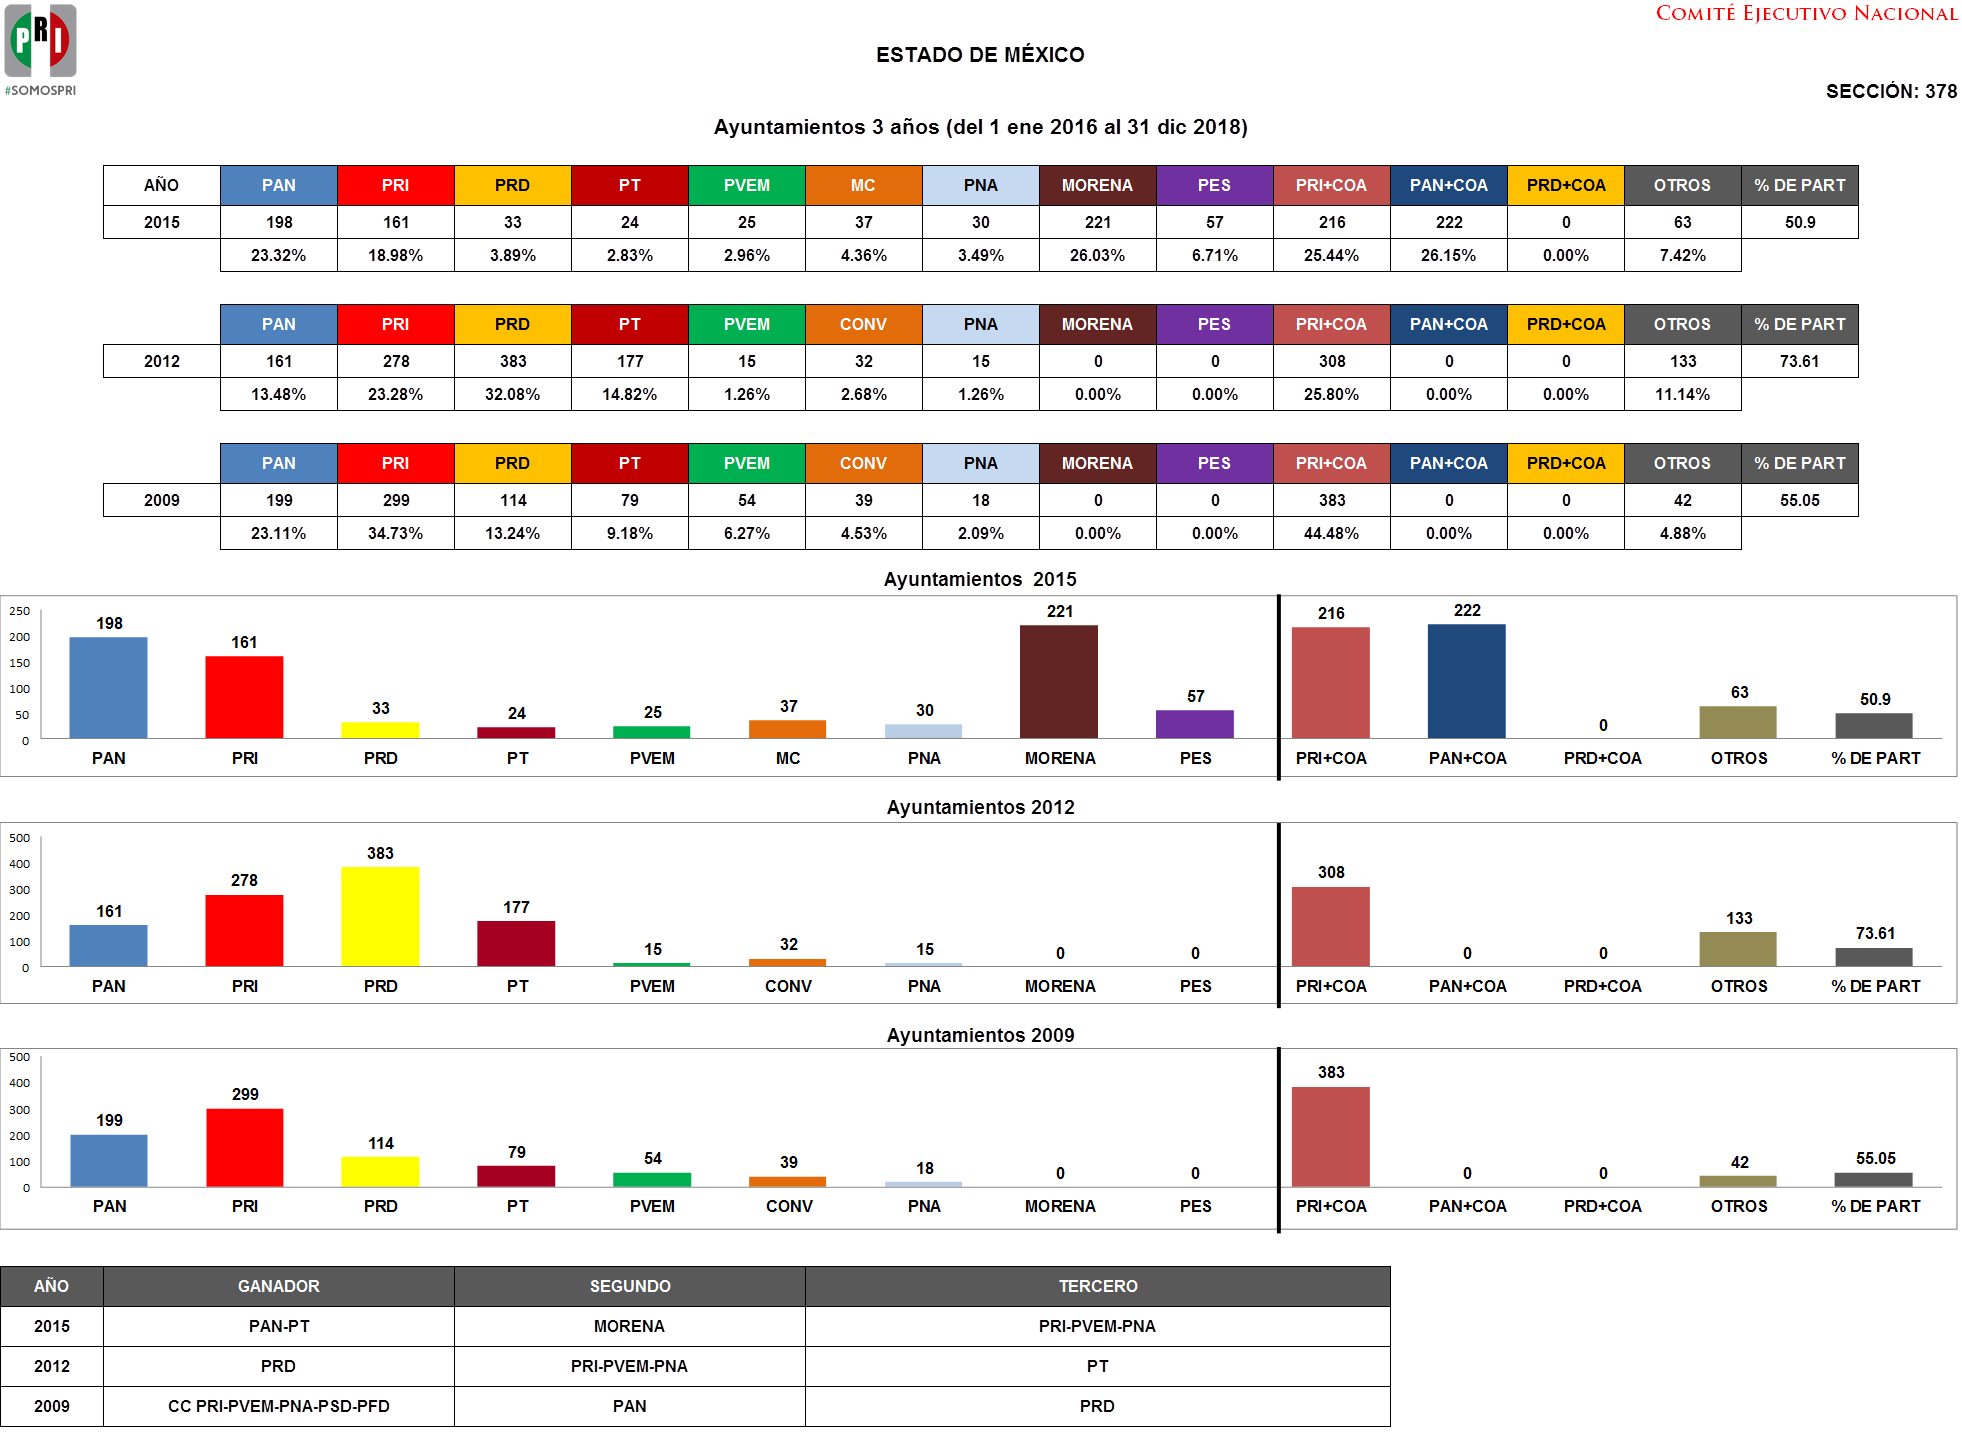 PRI
#SOMOSPRI
COMITÉ EJECUTIVO NACIONAL
ESTADO DE MÉXICO
SECCIÓN: 378
Ayuntamientos 3 años (del 1 ene 2016 al 31 dic 2018)
AÑO PAN PRI PRD PT PVEM MC PNA MORENA PES PRI+COA PAN+COA PRD+COA OTROS % DE PART
2015 198 161 33 24 25 37 30 221 57 216 222 0 63 50.9
23.32% 18.98% 3.89% 2.83% 2.96% 4.36% 3.49% 26.03% 6.71% 25.44% 26.15% 0.00% 7.42%
PAN PRI PRD PT PVEM CONV PNA MORENA PES PRI+COA PAN+COA PRD+COA OTROS % DE PART
2012 161 278 383 177 15 32 15 0 0 308 0 0 133 73.61
13.48% 23.28% 32.08% 14.82% 1.26% 2.68% 1.26% 0.00% 0.00% 25.80% 0.00% 0.00% 11.14%
PAN PRI PRD PT PVEM CONV PNA MORENA PES PRI+COA PAN+COA PRD+COA OTROS % DE PART
2009 199 299 114 79 54 39 18 0 0 383 0 0 42 55.05
23.11% 34.73% 13.24% 9.18% 6.27% 4.53% 2.09% 0.00% 0.00% 44.48% 0.00% 0.00% 4.88%
Ayuntamientos 2015
250
200
150
100
50
0
198 161 33 24 25 37 30 221 57 216 222 0 63 50.9
PAN PRI PRD PT PVEM MC PNA MORENA PES PRI+COA PAN+COA PRD+COA OTROS % DE PART
Ayuntamientos 2012
500
400
300
200
100
0
161 278 383 177 15 32 15 0 0 308 0 0 133 73.61
PAN PRI PRD PT PVEM CONV PNA MORENA PES PRI+COA PAN+COA PRD+COA OTROS % DE PART
Ayuntamientos 2009
500
400
300
200
100
0
199 299 114 79 54 39 18 0 0 383 0 0 42 55.05
PAN PRI PRD PT PVEM CONV PNA MORENA PES PRI+COA PAN+COA PRD+COA OTROS % DE PART
AÑO GANADOR SEGUNDO TERCERO
2015 PAN-PT MORENA PRI-PVEM-PNA
2012 PRD PRI-PVEM-PNA PT
2009 CC PRI-PVEM-PNA-PSD-PFD PAN PRD